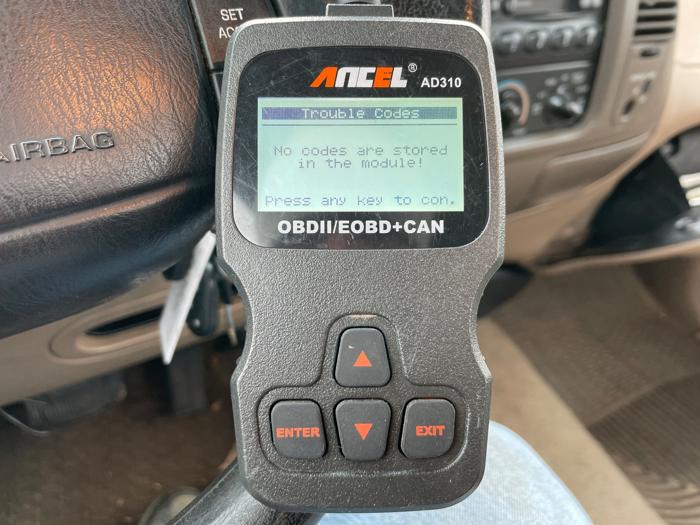 SET
AIRBAG
ANCEL® AD310
Trouble Codes
No codes are stored
in the module!
Press any key to con.
OBDII/EOBD+CAN
ENTER
EXIT